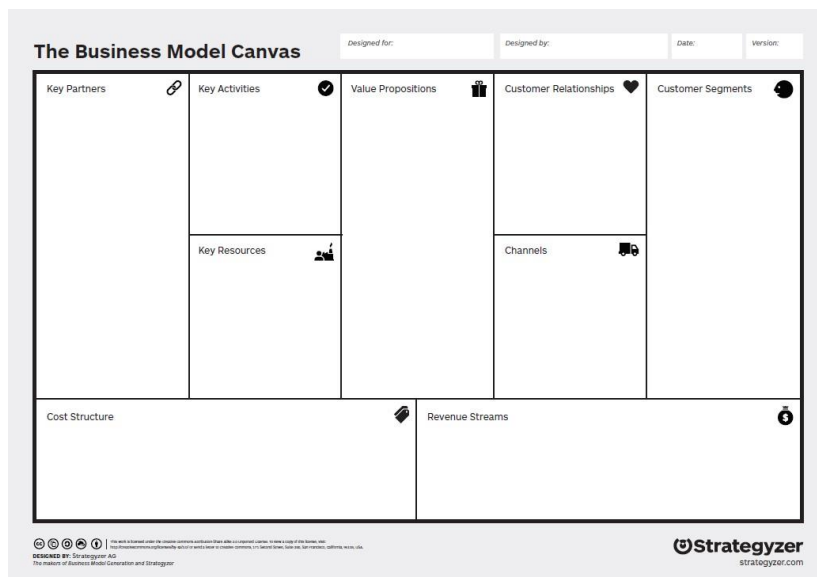 The Business Model Canvas
Designed for:
Designed by:
Date:
Version:
Key Partners
Key Activities
Value Propositions
Customer Relationships
Customer Segments
Key Resources
Channels
Cost Structure
Revenue Streams
DESIGNED BY: Strategyzer AG
The makers of Business Model Generation and Strategyzer
Strategyzer
strategyzer.com